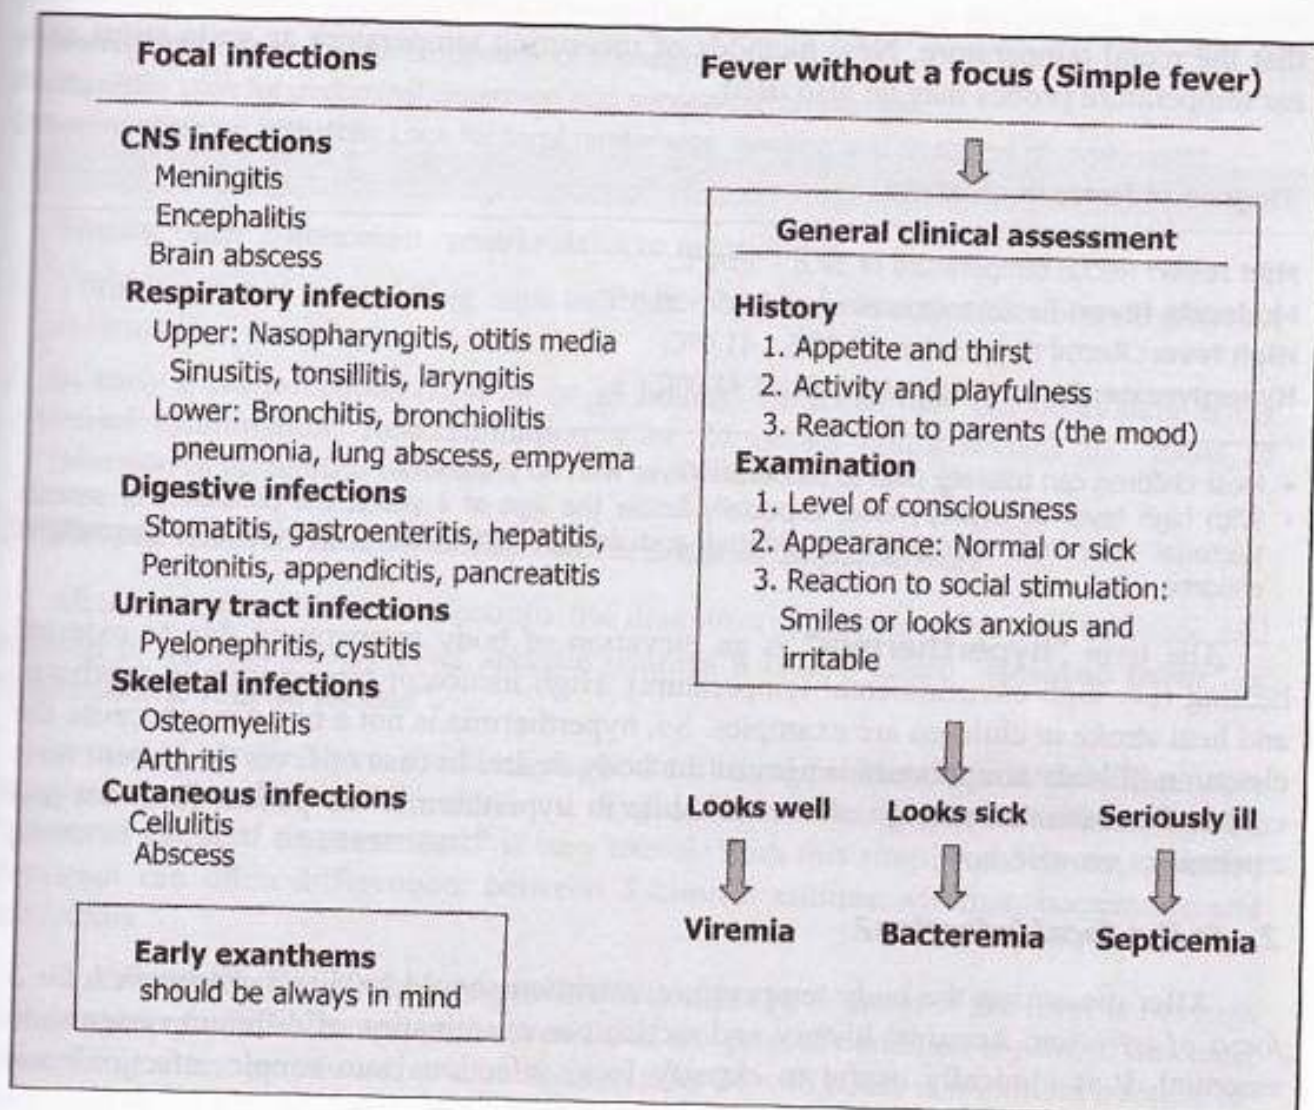 Focal infections
CNS infections
Meningitis
Encephalitis
Brain abscess
Respiratory infections
Upper: Nasopharyngitis, otitis media
Sinusitis, tonsillitis, laryngitis
Lower: Bronchitis, bronchiolitis
pneumonia, lung abscess, empyema
Digestive infections
Stomatitis, gastroenteritis, hepatitis,
Peritonitis, appendicitis, pancreatitis
Urinary tract infections
Pyelonephritis, cystitis
Skeletal infections
Osteomyelitis
Arthritis
Cutaneous infections
Cellulitis
Abscess
Early exanthems
should be always in mind
Fever without a focus (Simple fever)
General clinical assessment
History
1. Appetite and thirst
2. Activity and playfulness
3. Reaction to parents (the mood)
Examination
1. Level of consciousness
2. Appearance: Normal or sick
3. Reaction to social stimulation:
Smiles or looks anxious and
irritable
Looks well
Looks sick
Seriously ill
Viremia
Bacteremia
Septicemia